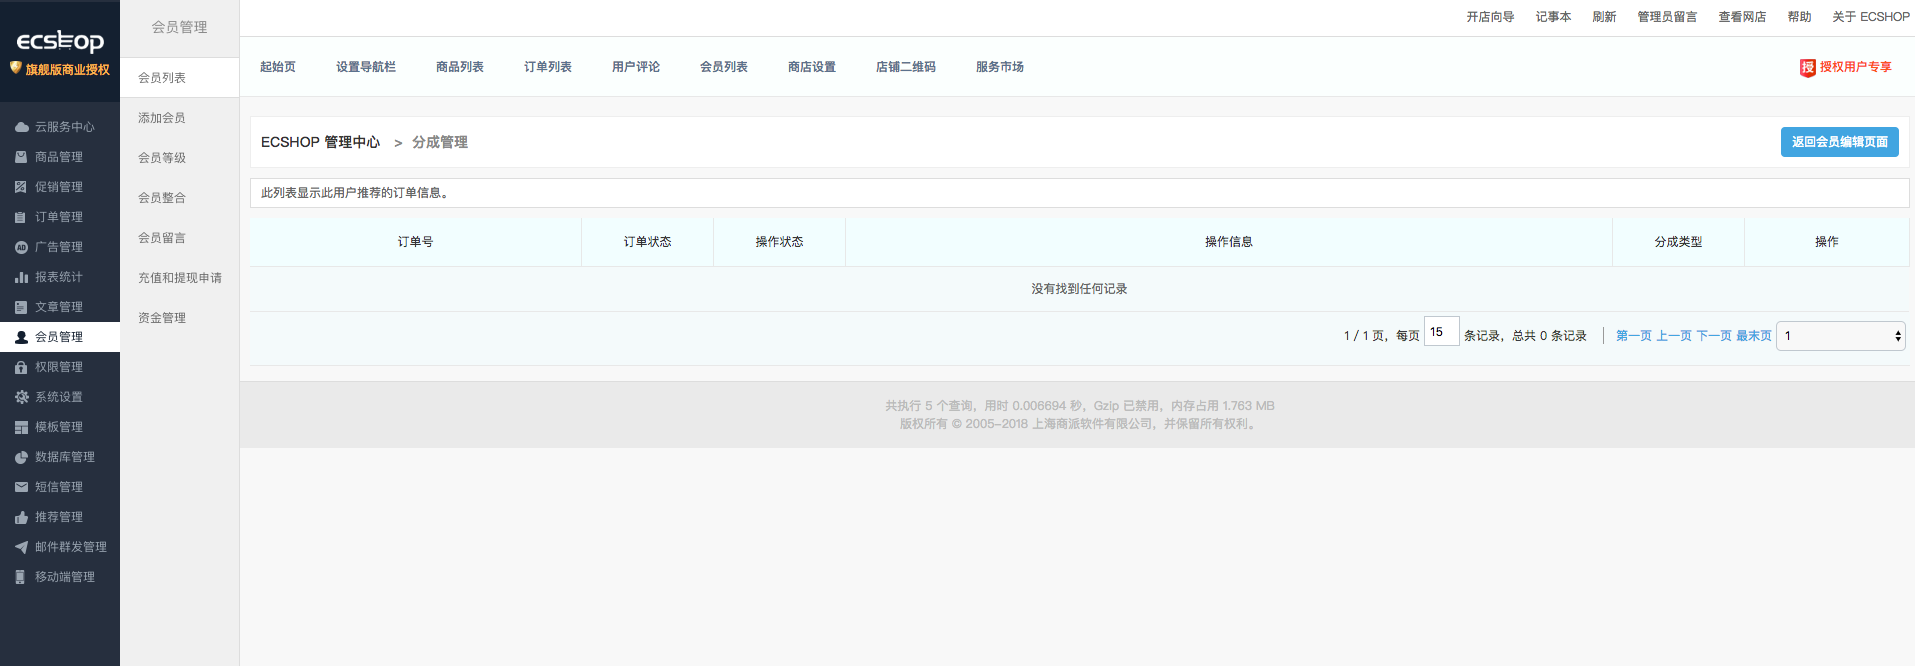 ECSHOP
旗舰版商业授权
云服务中心
商品管理
促销管理
订单管理
广告管理
报表统计
文章管理
会员管理
权限管理
系统设置
模板管理
数据库管理
短信管理
推荐管理
邮件群发管理
移动端管理
会员管理
会员列表
添加会员
会员等级
会员整合
会员留言
充值和提现申请
资金管理
开店向导 记事本 刷新 管理员留言 查看网店 帮助 关于 ECSHOP
起始页 设置导航栏 商品列表 订单列表 用户评论 会员列表 商店设置 店铺二维码 服务市场 授 授权用户专享
ECSHOP 管理中心 > 分成管理 返回会员编辑页面
此列表显示此用户推荐的订单信息。
订单号 订单状态 操作状态 操作信息 分成类型 操作
没有找到任何记录
1 / 1 页，每页 15 条记录，总共 0 条记录 第一页 上一页 下一页 最末页 1
共执行 5 个查询，用时 0.006694 秒，Gzip 已禁用，内存占用 1.763 MB
版权所有 © 2005-2018 上海商派软件有限公司，并保留所有权利。